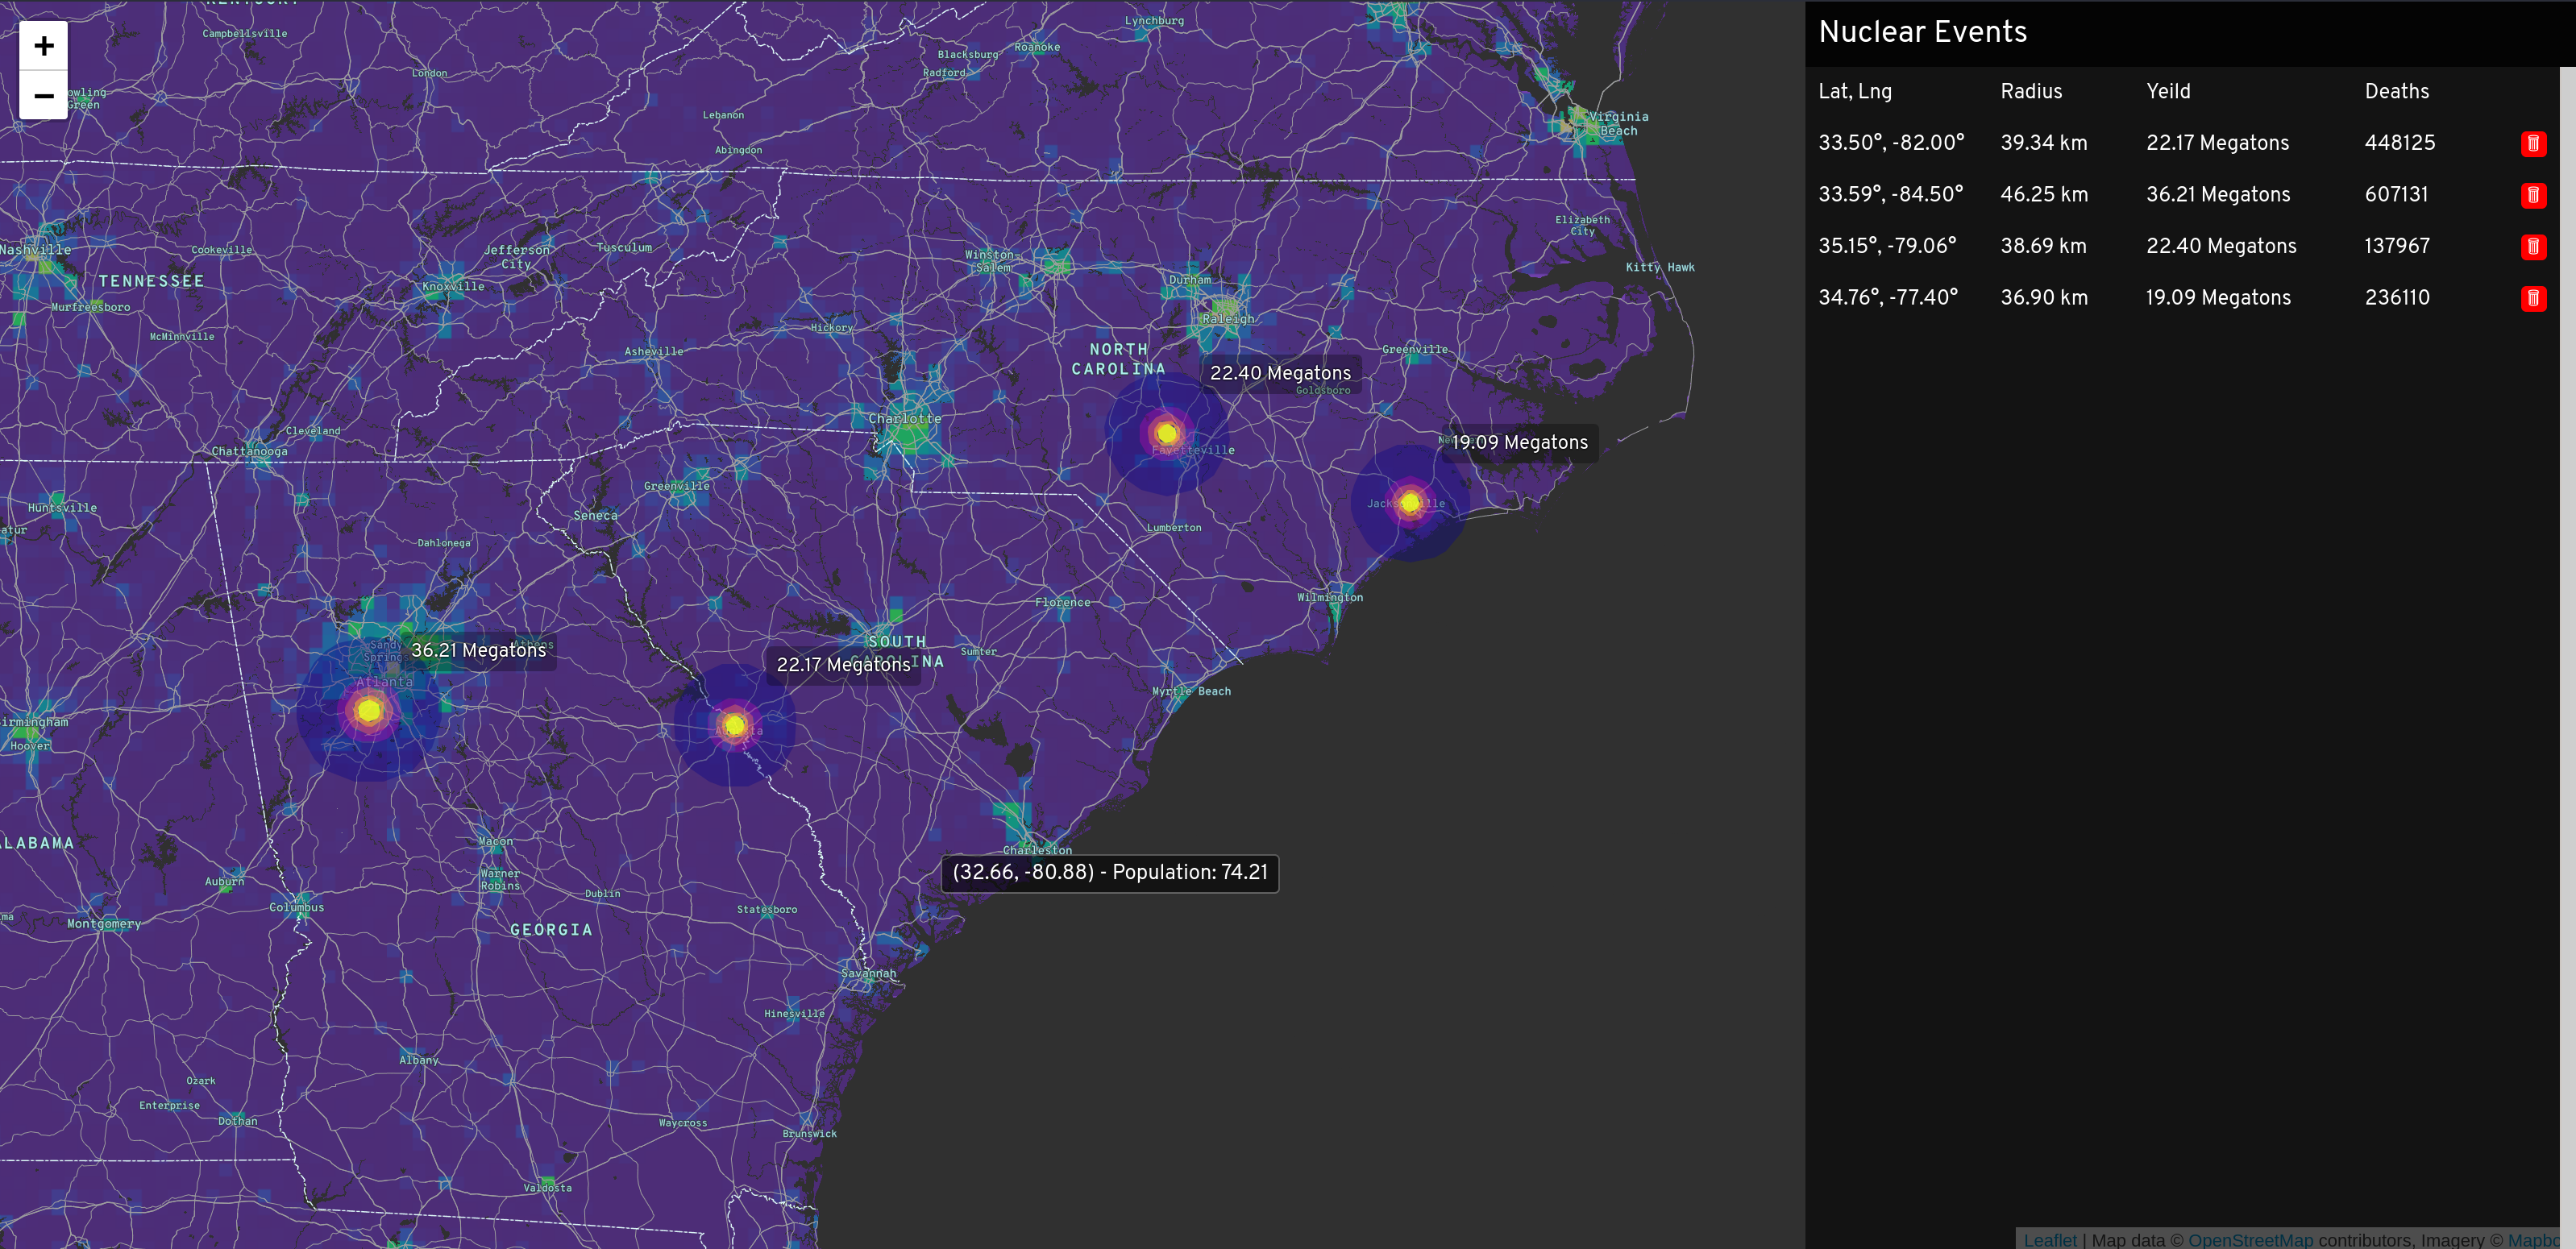 KENTUCKY
+
−
Campbellsville
London
Lynchburg
Roanoke
Blacksburg
Radford
owling
Green
Lebanon
Abingdon
Virginia
Beach
Nashville
Cookeville
Jefferson
City
Tusculum
Winston-
Salem
Elizabeth
City
Kitty Hawk
TENNESSEE
Knoxville
Durham
Murfreesboro
McMinnville
Hickory
Raleigh
Asheville
NORTH
CAROLINA
Greenville
22.40 Megatons
Goldsboro
Charlotte
Cleveland
Chattanooga
Fayetteville
19.09 Megatons
Greenville
Huntsville
Seneca
Jacksonville
atur
Lumberton
Dahlonega
Wilmington
Florence
Sandy
Springs
36.21 Megatons
Athens
SOUTH
CAROLINA
22.17 Megatons
Sumter
Atlanta
Myrtle Beach
irmingham
Hoover
Augusta
LABAMA
Macon
Charleston
Warner
Robins
Auburn
(32.66, -80.88) - Population: 74.21
Dublin
Columbus
Statesboro
ma
Montgomery
GEORGIA
Savannah
Hinesville
Albany
Ozark
Enterprise
Dothan
Waycross
Brunswick
Valdosta
Nuclear Events
Lat, Lng Radius Yeild Deaths
33.50°, -82.00° 39.34 km 22.17 Megatons 448125
33.59°, -84.50° 46.25 km 36.21 Megatons 607131
35.15°, -79.06° 38.69 km 22.40 Megatons 137967
34.76°, -77.40° 36.90 km 19.09 Megatons 236110
Leaflet | Map data © OpenStreetMap contributors, Imagery © Mapbo